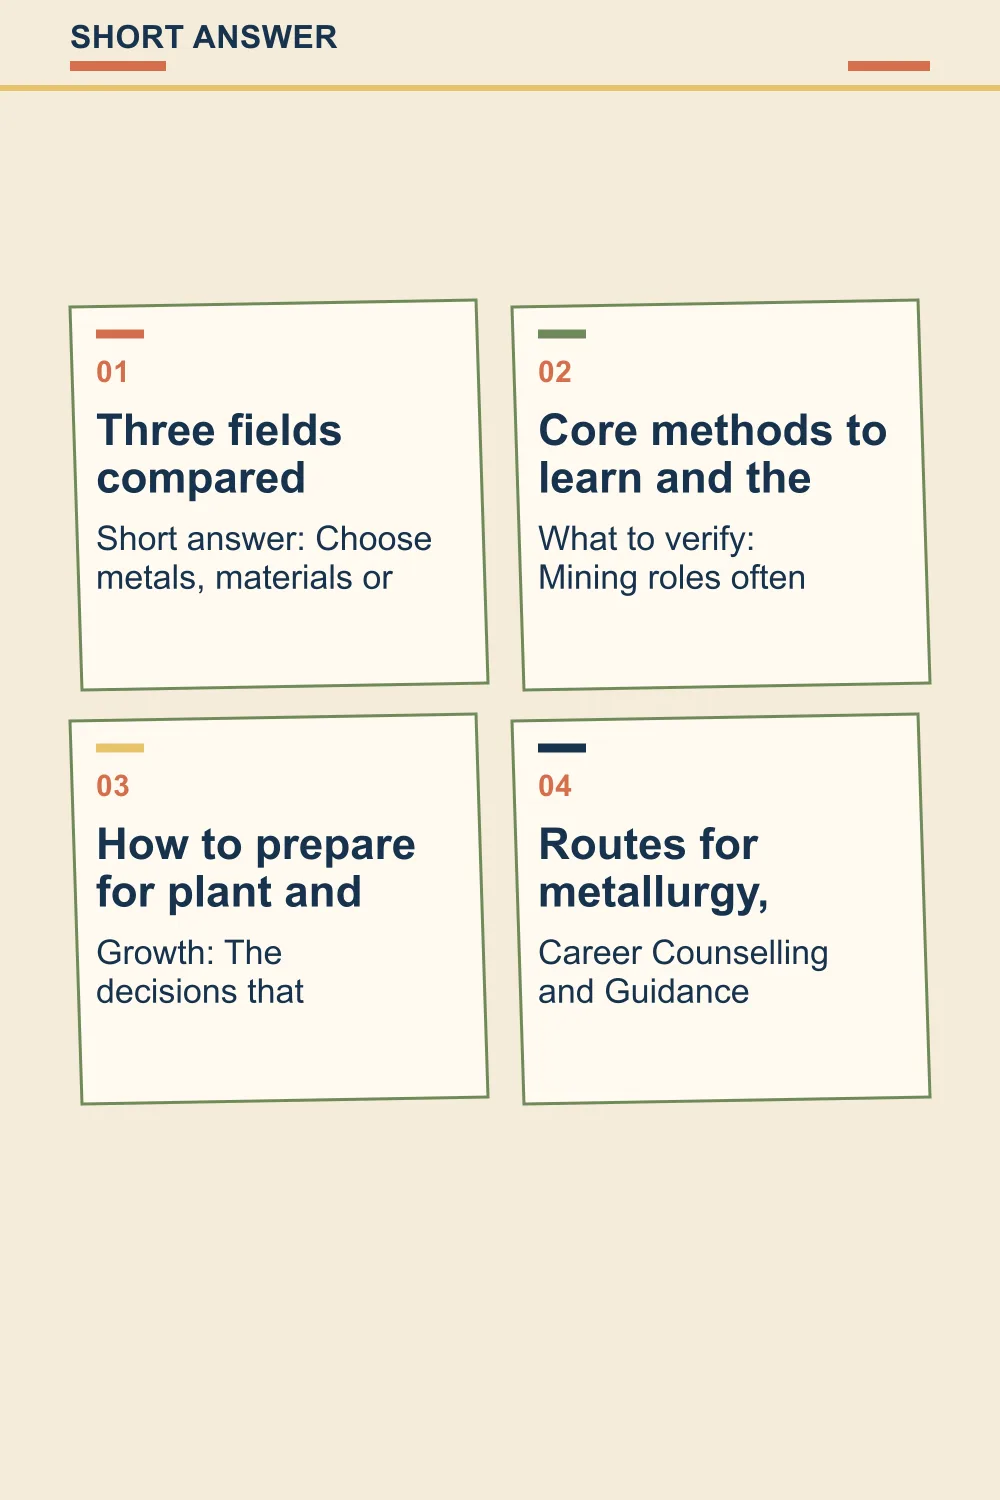 SHORT ANSWER
01
Three fields
compared
Short answer: Choose
metals, materials or
02
Core methods to
learn and the
What to verify:
Mining roles often
03
How to prepare
for plant and
Growth: The
decisions that
04
Routes for
metallurgy,
Career Counselling
and Guidance